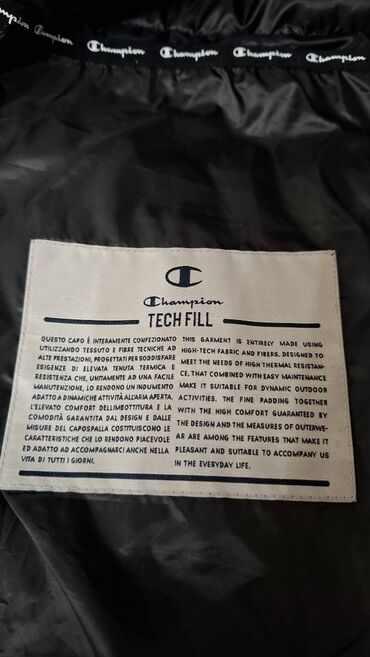 Champion Champion Champion Champion
Champion
TECH FILL
QUESTO CAPO È INTERAMENTE CONFEZIONATO
UTILIZZANDO TESSUTO E FIBRE TECNICHE AD
ALTE PRESTAZIONI, PROGETTATI PER SODDISFARE
ESIGENZE DI ELEVATA TENUTA TERMICA E
RESISTENZA CHE, UNITAMENTE AD UNA FACILE
MANUTENZIONE, LO RENDONO UN INDUMENTO
ADATTO A DINAMICHE ATTIVITÀ ALL'ARIA APERTA.
L'ELEVATO COMFORT DELL'IMBOTTITURA E LA
COMODITÀ GARANTITA DAL DESIGN E DALLE
MISURE DEL CAPOSPALLA COSTITUISCONO LE
CARATTERISTICHE CHE LO RENDONO PIACEVOLE
ED ADATTO AD ACCOMPAGNARCI ANCHE NELLA
VITA DI TUTTI I GIORNI.
THIS GARMENT IS ENTIRELY MADE USING
HIGH-TECH FABRIC AND FIBERS, DESIGNED TO
MEET THE NEEDS OF HIGH THERMAL RESISTAN-
CE, THAT COMBINED WITH EASY MAINTENANCE
MAKE IT SUITABLE FOR DYNAMIC OUTDOOR
ACTIVITIES. THE FINE PADDING TOGETHER
WITH THE HIGH COMFORT GUARANTEED BY
THE DESIGN AND THE MEASURES OF OUTERWE-
AR ARE AMONG THE FEATURES THAT MAKE IT
PLEASANT AND SUITABLE TO ACCOMPANY US
IN THE EVERYDAY LIFE.